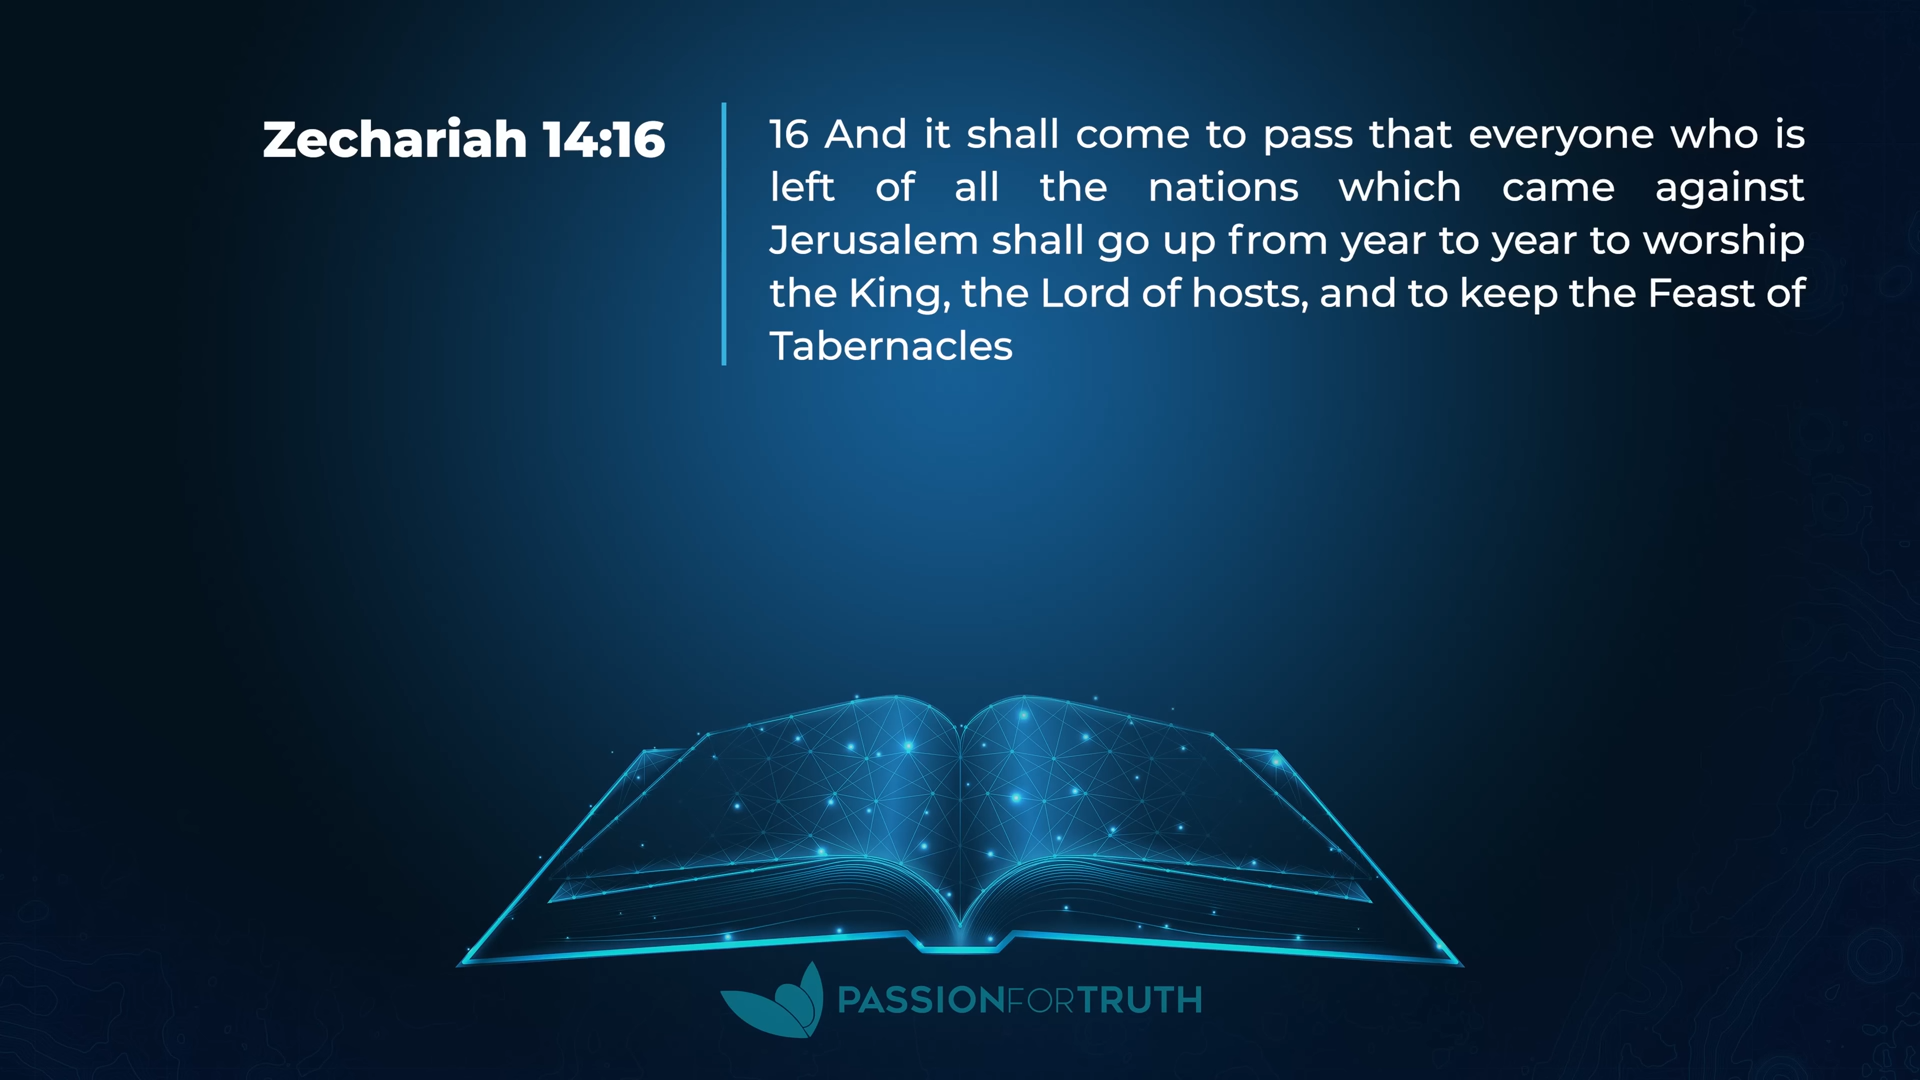 Zechariah 14:16
16 And it shall come to pass that everyone who is
left of all the nations which came against
Jerusalem shall go up from year to year to worship
the King, the Lord of hosts, and to keep the Feast of
Tabernacles
PASSIONFORTRUTH